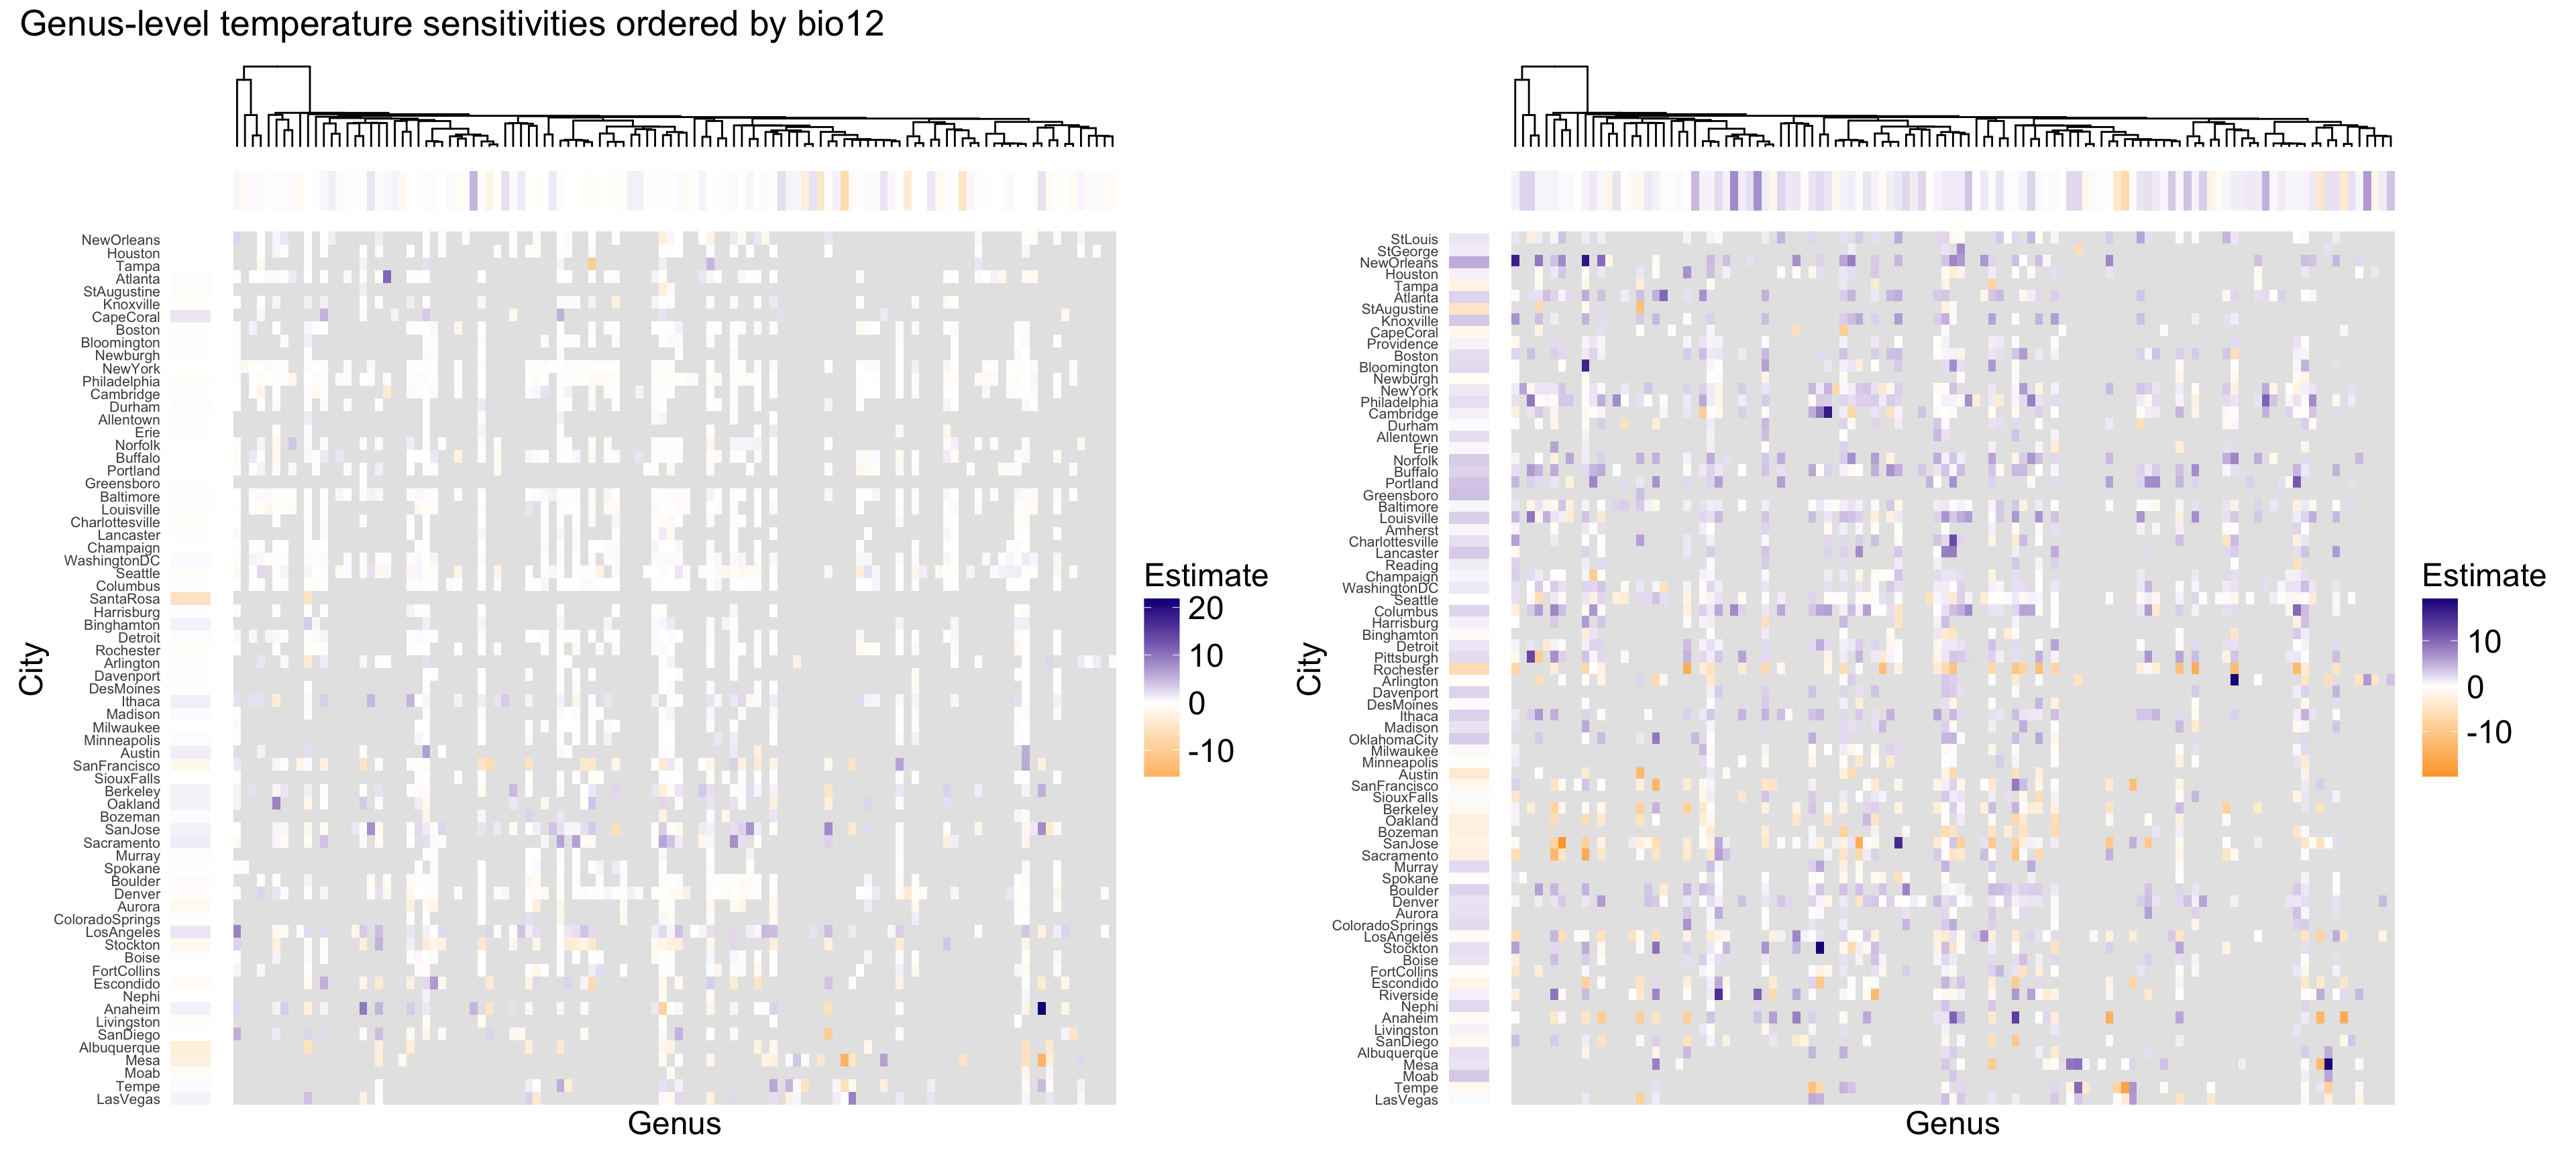 Genus-level temperature sensitivities ordered by bio12
NewOrleans
Houston
Tampa
Atlanta
StAugustine
Knoxville
CapeCoral
Boston
Bloomington
Newburgh
NewYork
Philadelphia
Cambridge
Durham
Allentown
Erie
Norfolk
Buffalo
Portland
Greensboro
Baltimore
Louisville
Charlottesville
Lancaster
Champaign
WashingtonDC
Seattle
Columbus
SantaRosa
Harrisburg
Binghamton
Detroit
Rochester
Arlington
Davenport
DesMoines
Ithaca
Madison
Milwaukee
Minneapolis
Austin
SanFrancisco
SiouxFalls
Berkeley
Oakland
Bozeman
SanJose
Sacramento
Murray
Spokane
Boulder
Denver
Aurora
ColoradoSprings
LosAngeles
Stockton
Boise
FortCollins
Escondido
Nephi
Anaheim
Livingston
SanDiego
Albuquerque
Mesa
Moab
Tempe
LasVegas
City
Genus
Estimate
20
10
0
-10
StLouis
StGeorge
NewOrleans
Houston
Tampa
Atlanta
StAugustine
Knoxville
CapeCoral
Providence
Boston
Bloomington
Newburgh
NewYork
Philadelphia
Cambridge
Durham
Allentown
Erie
Norfolk
Buffalo
Portland
Greensboro
Baltimore
Louisville
Amherst
Charlottesville
Lancaster
Reading
Champaign
WashingtonDC
Seattle
Columbus
Harrisburg
Binghamton
Detroit
Pittsburgh
Rochester
Arlington
Davenport
DesMoines
Ithaca
Madison
OklahomaCity
Milwaukee
Minneapolis
Austin
SanFrancisco
SiouxFalls
Berkeley
Oakland
Bozeman
SanJose
Sacramento
Murray
Spokane
Boulder
Denver
Aurora
ColoradoSprings
LosAngeles
Stockton
Boise
FortCollins
Escondido
Riverside
Nephi
Anaheim
Livingston
SanDiego
Albuquerque
Mesa
Moab
Tempe
LasVegas
City
Genus
Estimate
10
0
-10